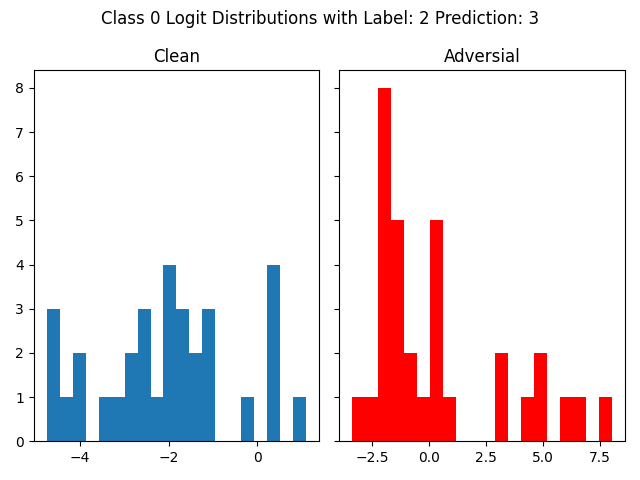 Class 0 Logit Distributions with Label: 2 Prediction: 3
Clean
Adversial
8
7
6
5
4
3
2
1
0
−4 −2 0
−2.5 0.0 2.5 5.0 7.5